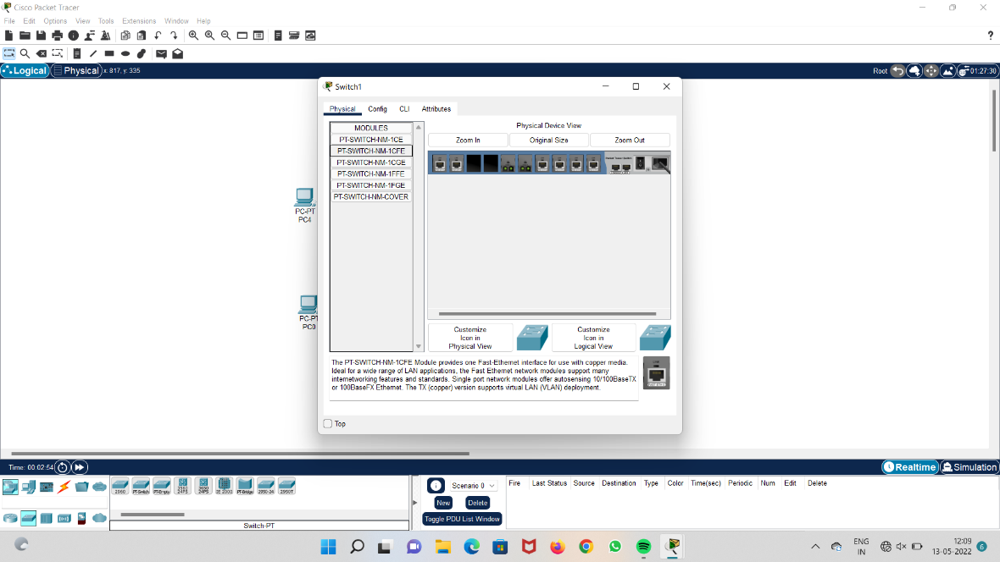 Cisco Packet Tracer
File Edit Options View Tools Extensions Window Help
Logical Physical x: 817, y: 335 Root 01:27:30
Switch1
Physical Config CLI Attributes
MODULES
PT-SWITCH-NM-1CE
PT-SWITCH-NM-1CFE
PT-SWITCH-NM-1CGE
PT-SWITCH-NM-1FFE
PT-SWITCH-NM-1FGE
PT-SWITCH-NM-COVER
Physical Device View
Zoom In Original Size Zoom Out
PC-PT
PC4
PC-PT
PC0
Customize
Icon in
Physical View
Customize
Icon in
Logical View
The PT-SWITCH-NM-1CFE Module provides one Fast-Ethernet interface for use with copper media.
Ideal for a wide range of LAN applications, the Fast Ethernet network modules support many
internetworking features and standards. Single port network modules offer autosensing 10/100BaseTX
or 100BaseFX Ethernet. The TX (copper) version supports virtual LAN (VLAN) deployment.
Top
Time: 00:02:54 Realtime Simulation
2960 PT-Switch PT-Empty 3560 24PS 3650 24PS IE 2000 PT-Bridge 2950-24 2950T
Switch-PT
Scenario 0
New Delete
Toggle PDU List Window
Fire Last Status Source Destination Type Color Time(sec) Periodic Num Edit Delete
ENG
IN
12:09
13-05-2022
6